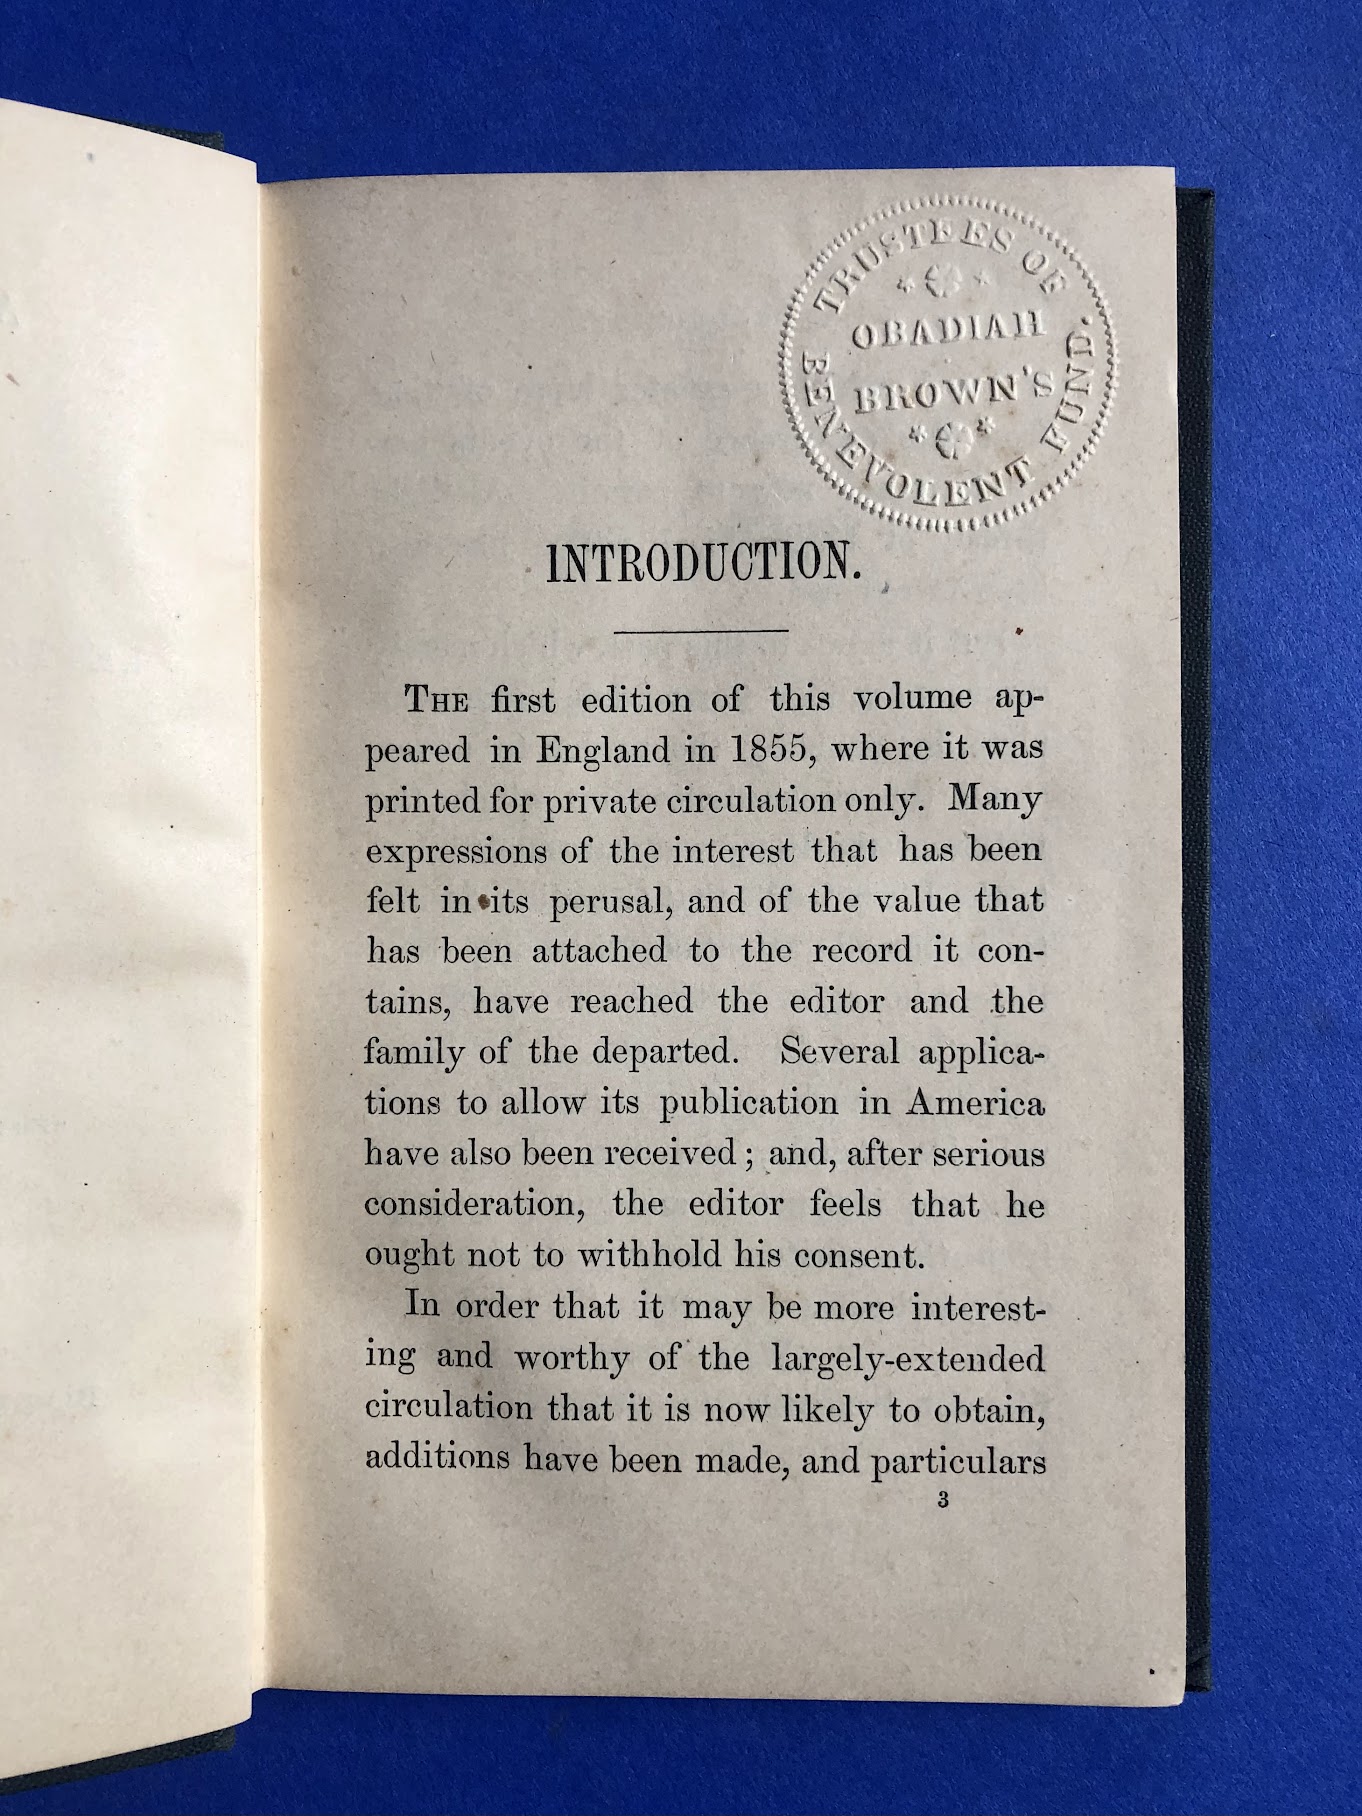 TRUSTEES OF
OBADIAH
BROWN'S
BENEVOLENT FUND.
INTRODUCTION.
THE first edition of this volume ap-
peared in England in 1855, where it was
printed for private circulation only. Many
expressions of the interest that has been
felt in its perusal, and of the value that
has been attached to the record it con-
tains, have reached the editor and the
family of the departed. Several applica-
tions to allow its publication in America
have also been received; and, after serious
consideration, the editor feels that he
ought not to withhold his consent.
In order that it may be more interest-
ing and worthy of the largely-extended
circulation that it is now likely to obtain,
additions have been made, and particulars
3